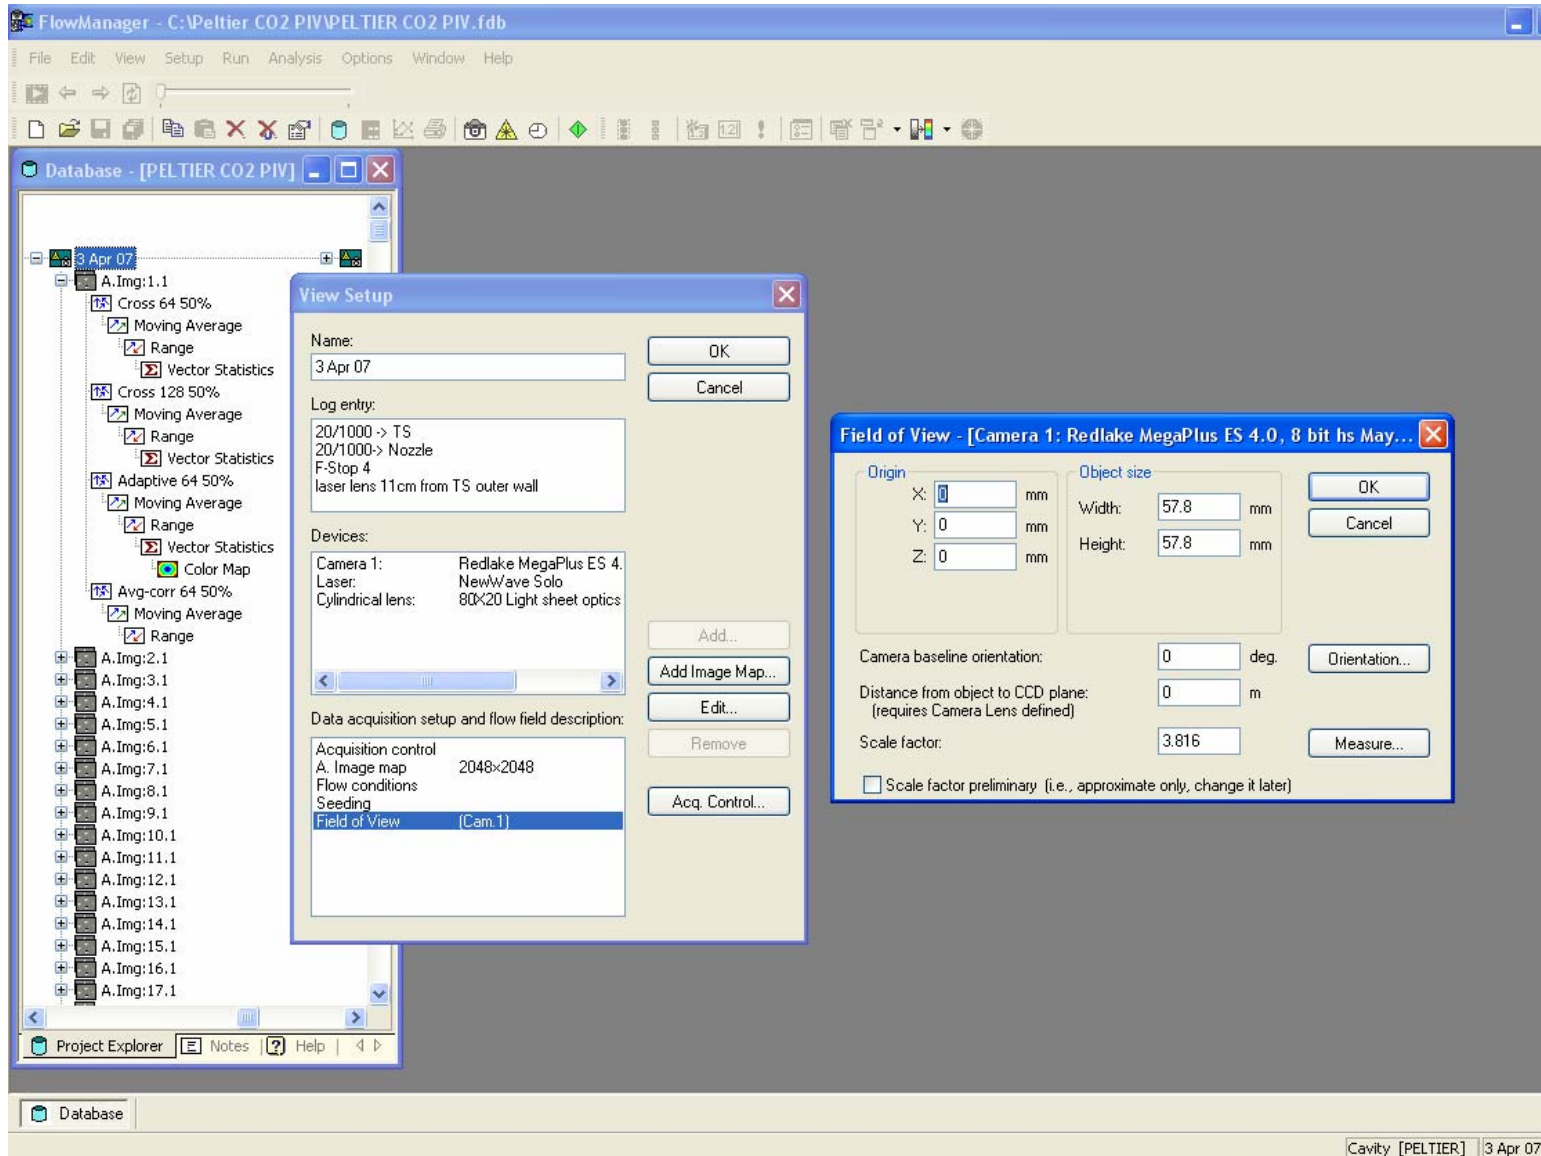 FlowManager - C:\Peltier CO2 PIV\PELTIER CO2 PIV.fdb
File Edit View Setup Run Analysis Options Window Help
Database - [PELTIER CO2 PIV]
3 Apr 07
A.Img:1.1
Cross 64 50%
Moving Average
Range
Vector Statistics
Cross 128 50%
Moving Average
Range
Vector Statistics
Adaptive 64 50%
Moving Average
Range
Vector Statistics
Color Map
Avg-corr 64 50%
Moving Average
Range
A.Img:2.1
A.Img:3.1
A.Img:4.1
A.Img:5.1
A.Img:6.1
A.Img:7.1
A.Img:8.1
A.Img:9.1
A.Img:10.1
A.Img:11.1
A.Img:12.1
A.Img:13.1
A.Img:14.1
A.Img:15.1
A.Img:16.1
A.Img:17.1
Project Explorer Notes Help
View Setup
Name:
3 Apr 07
OK
Cancel
Log entry:
20/1000 -> TS
20/1000-> Nozzle
F-Stop 4
laser lens 11cm from TS outer wall
Devices:
Camera 1: Redlake MegaPlus ES 4.
Laser: NewWave Solo
Cylindrical lens: 80X20 Light sheet optics
Add...
Add Image Map...
Edit...
Remove
Acq. Control...
Data acquisition setup and flow field description:
Acquisition control
A. Image map 2048×2048
Flow conditions
Seeding
Field of View (Cam.1)
Field of View - [Camera 1: Redlake MegaPlus ES 4.0, 8 bit hs May...
Origin
X: 0 mm
Y: 0 mm
Z: 0 mm
Object size
Width: 57.8 mm
Height: 57.8 mm
OK
Cancel
Camera baseline orientation: 0 deg. Orientation...
Distance from object to CCD plane: 0 m
(requires Camera Lens defined)
Scale factor: 3.816 Measure...
Scale factor preliminary (i.e., approximate only, change it later)
Database
Cavity [PELTIER] 3 Apr 07